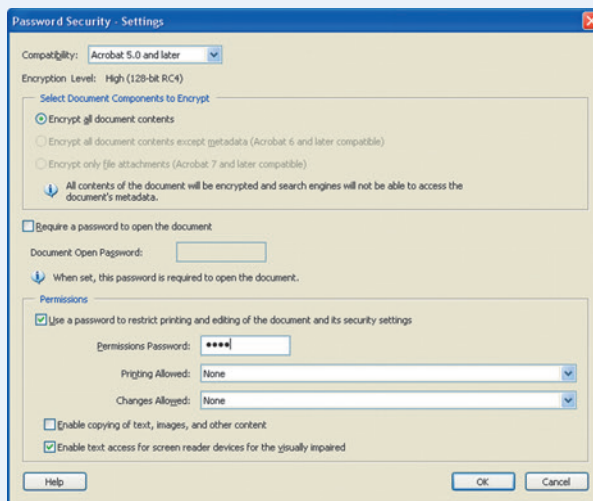 Password Security - Settings
Compatibility: Acrobat 5.0 and later
Encryption Level: High (128-bit RC4)
Select Document Components to Encrypt
Encrypt all document contents
Encrypt all document contents except metadata (Acrobat 6 and later compatible)
Encrypt only file attachments (Acrobat 7 and later compatible)
All contents of the document will be encrypted and search engines will not be able to access the
document's metadata.
Require a password to open the document
Document Open Password:
When set, this password is required to open the document.
Permissions
Use a password to restrict printing and editing of the document and its security settings
Permissions Password: ••••
Printing Allowed: None
Changes Allowed: None
Enable copying of text, images, and other content
Enable text access for screen reader devices for the visually impaired
Help OK Cancel